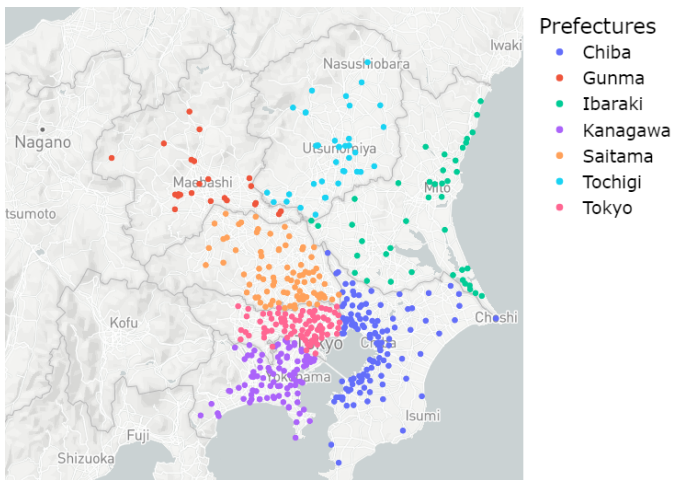 Prefectures
Chiba
Gunma
Ibaraki
Kanagawa
Saitama
Tochigi
Tokyo
Iwaki
Nasushiobara
Nagano
Utsunomiya
Maebashi
Mito
tsumoto
Kofu
Tokyo
Chiba
Choshi
Yokohama
Isumi
Fuji
Shizuoka